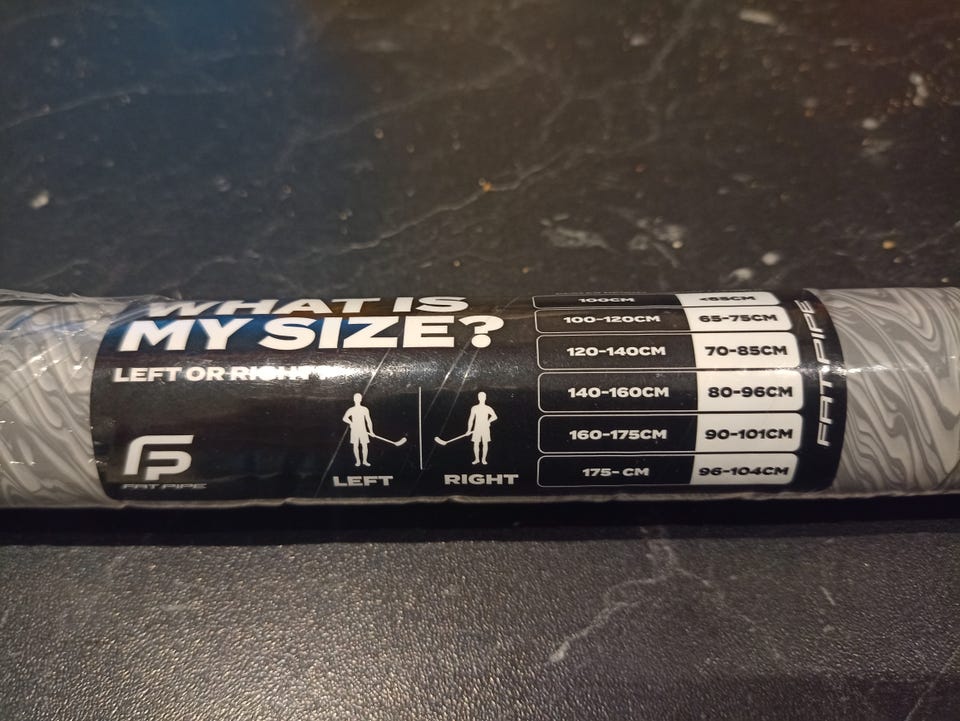 WHAT IS
MY SIZE?
LEFT OR RIGHT?
LEFT
RIGHT
FAT PIPE
100CM <65CM
100-120CM 65-75CM
120-140CM 70-85CM
140-160CM 80-96CM
160-175CM 90-101CM
175- CM 96-104CM
FAT PIPE